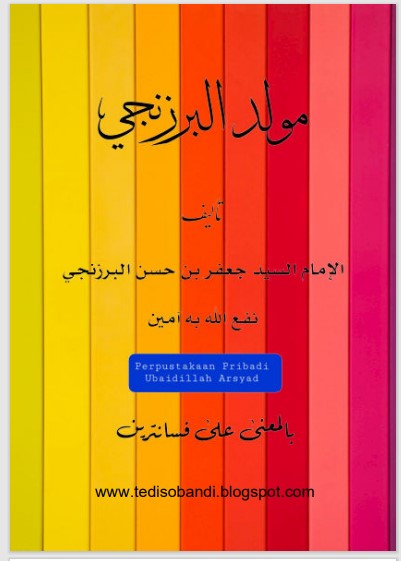 مولد البرزنجي
تأليف
الإمام السيد جعفر بن حسن البرزنجي
نفع الله به آمين
Perpustakaan Pribadi
Ubaidillah Arsyad
بالمعنى على فسانترين
www.tedisobandi.blogspot.com